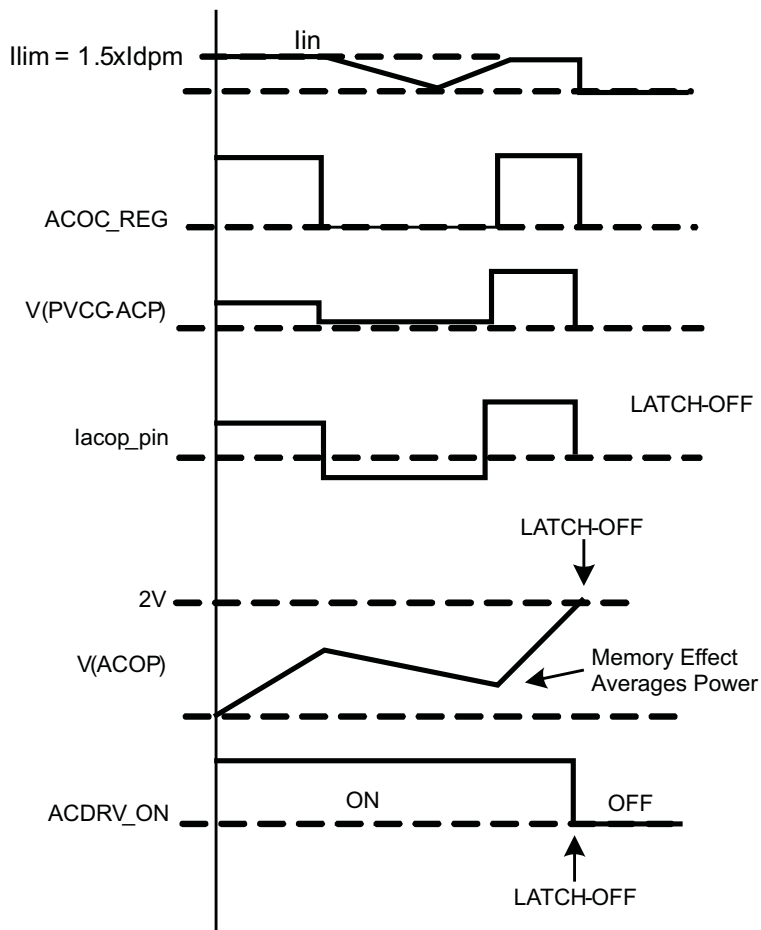 Iin
Ilim = 1.5xIdpm
ACOC_REG
V(PVCC-ACP)
LATCH-OFF
Iacop_pin
LATCH-OFF
2V
V(ACOP)
Memory Effect
Averages Power
ON
OFF
ACDRV_ON
LATCH-OFF